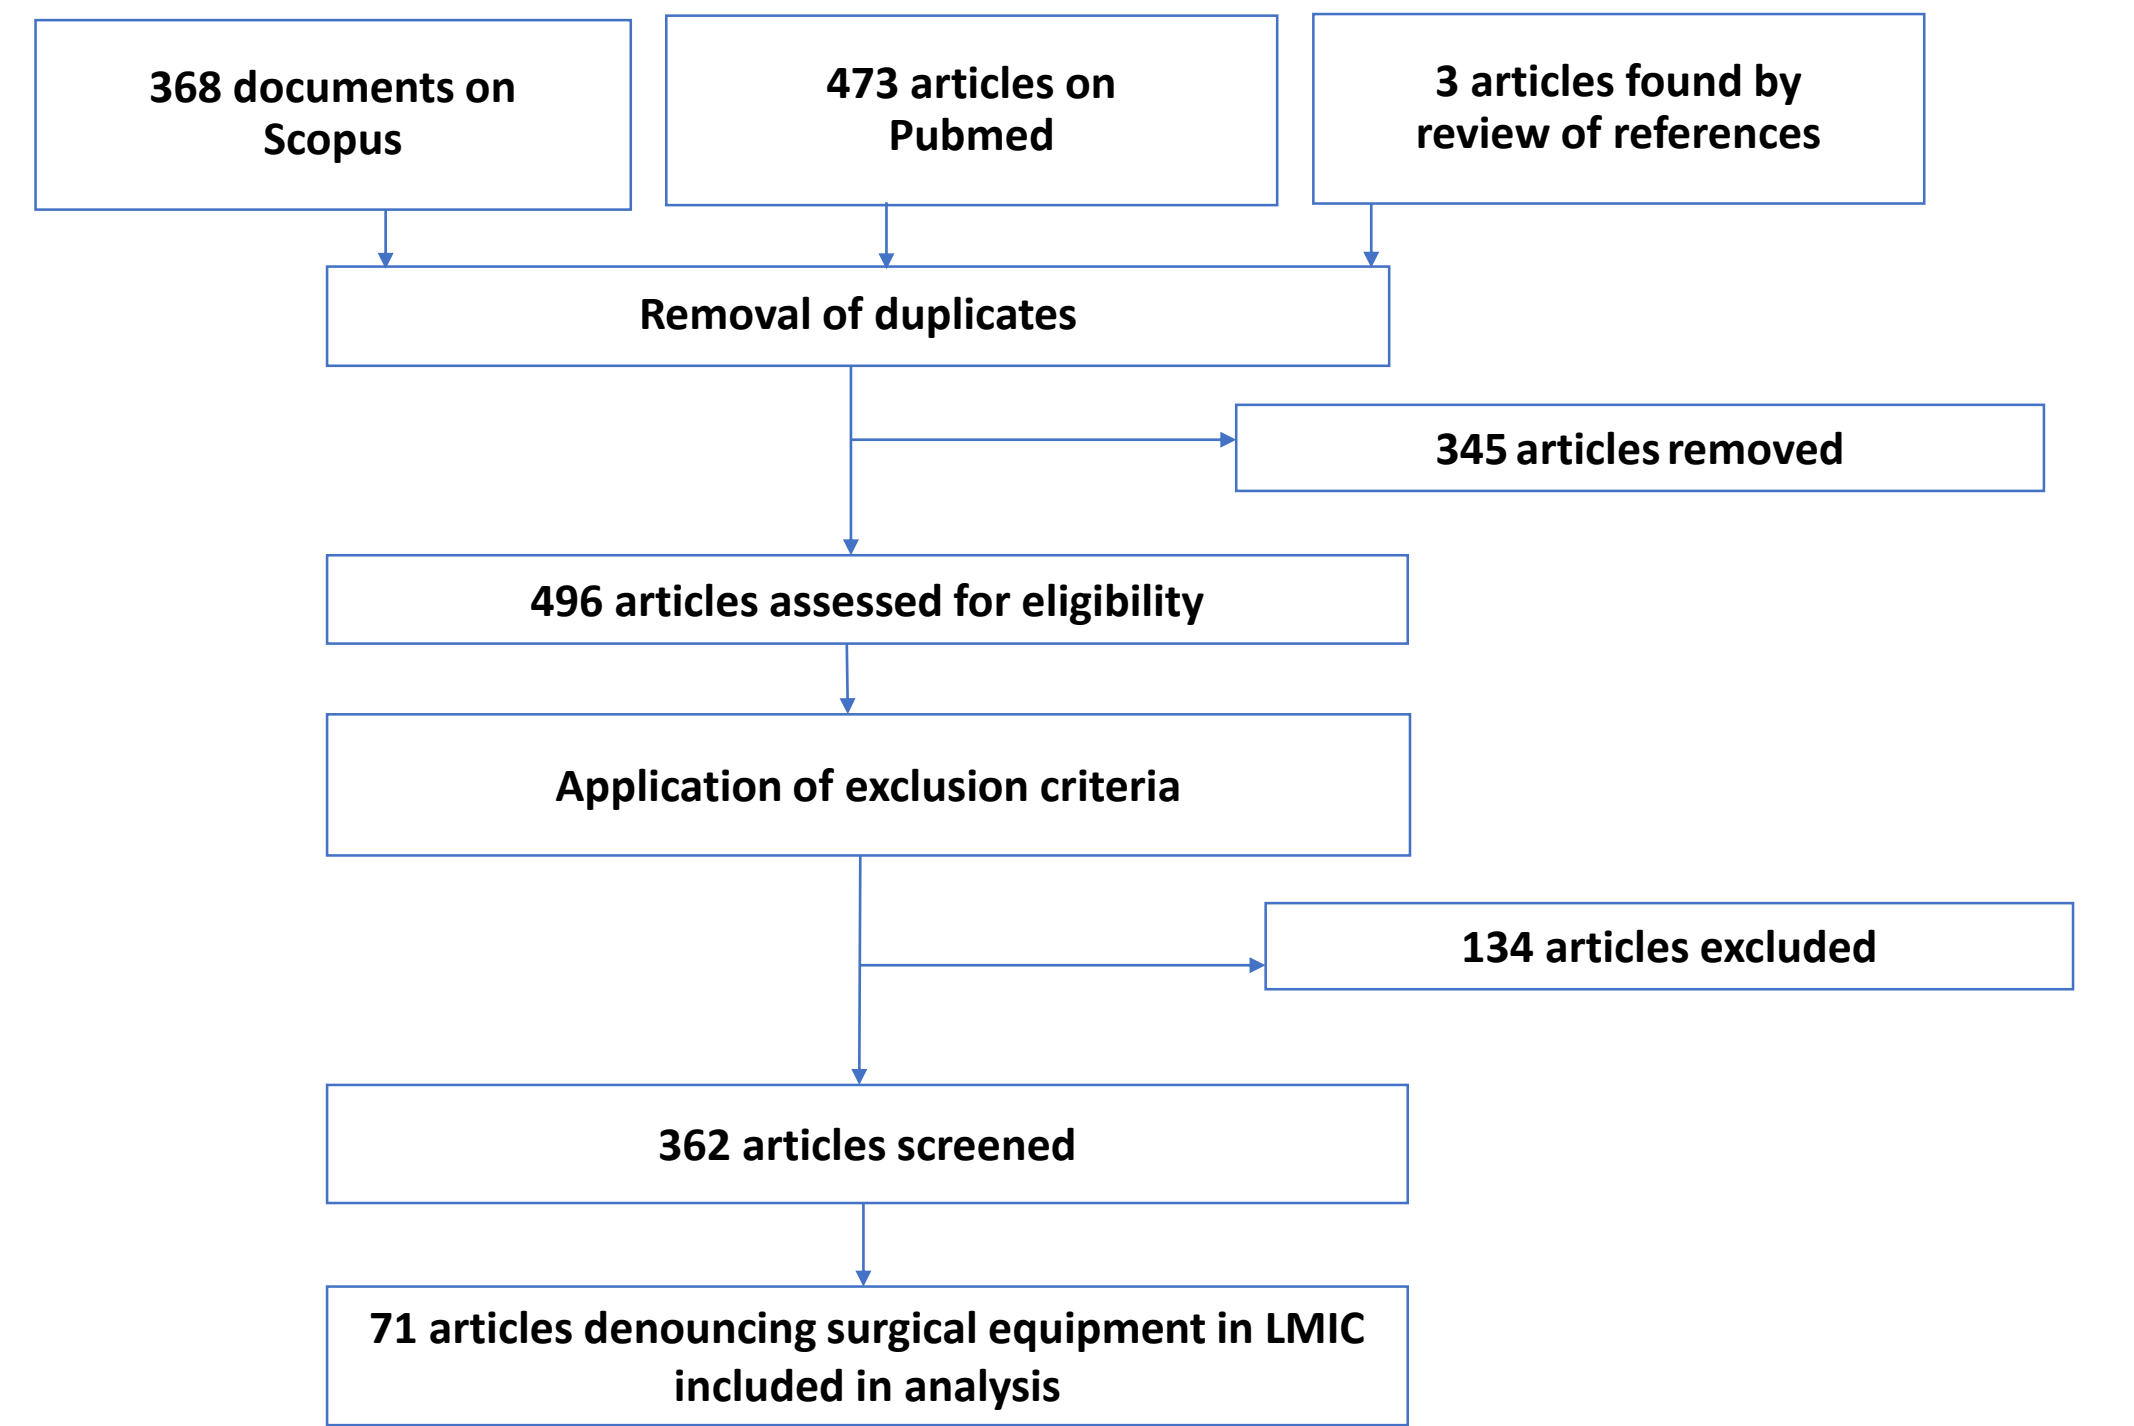 368 documents on
Scopus
473 articles on
Pubmed
3 articles found by
review of references
Removal of duplicates
345 articles removed
496 articles assessed for eligibility
Application of exclusion criteria
134 articles excluded
362 articles screened
71 articles denouncing surgical equipment in LMIC
included in analysis